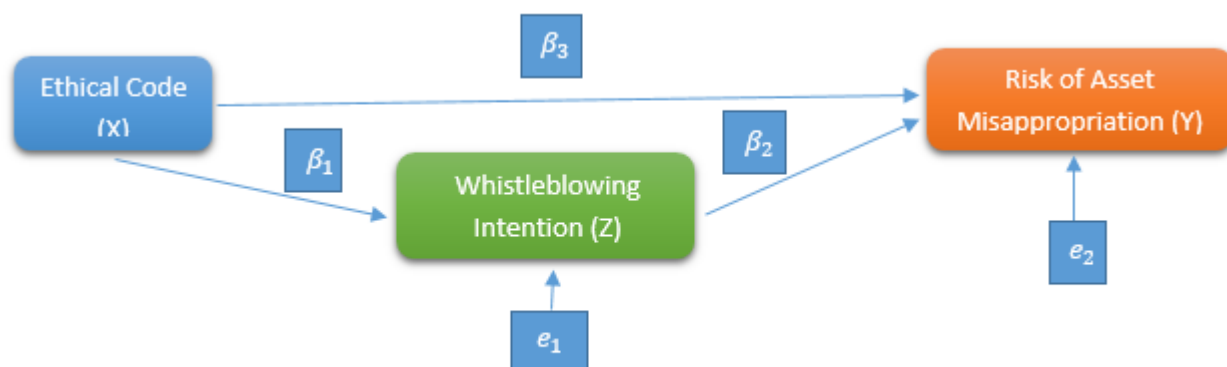 β₃
Ethical Code
(X)
Risk of Asset
Misappropriation (Y)
β₁
β₂
Whistleblowing
Intention (Z)
e₂
e₁